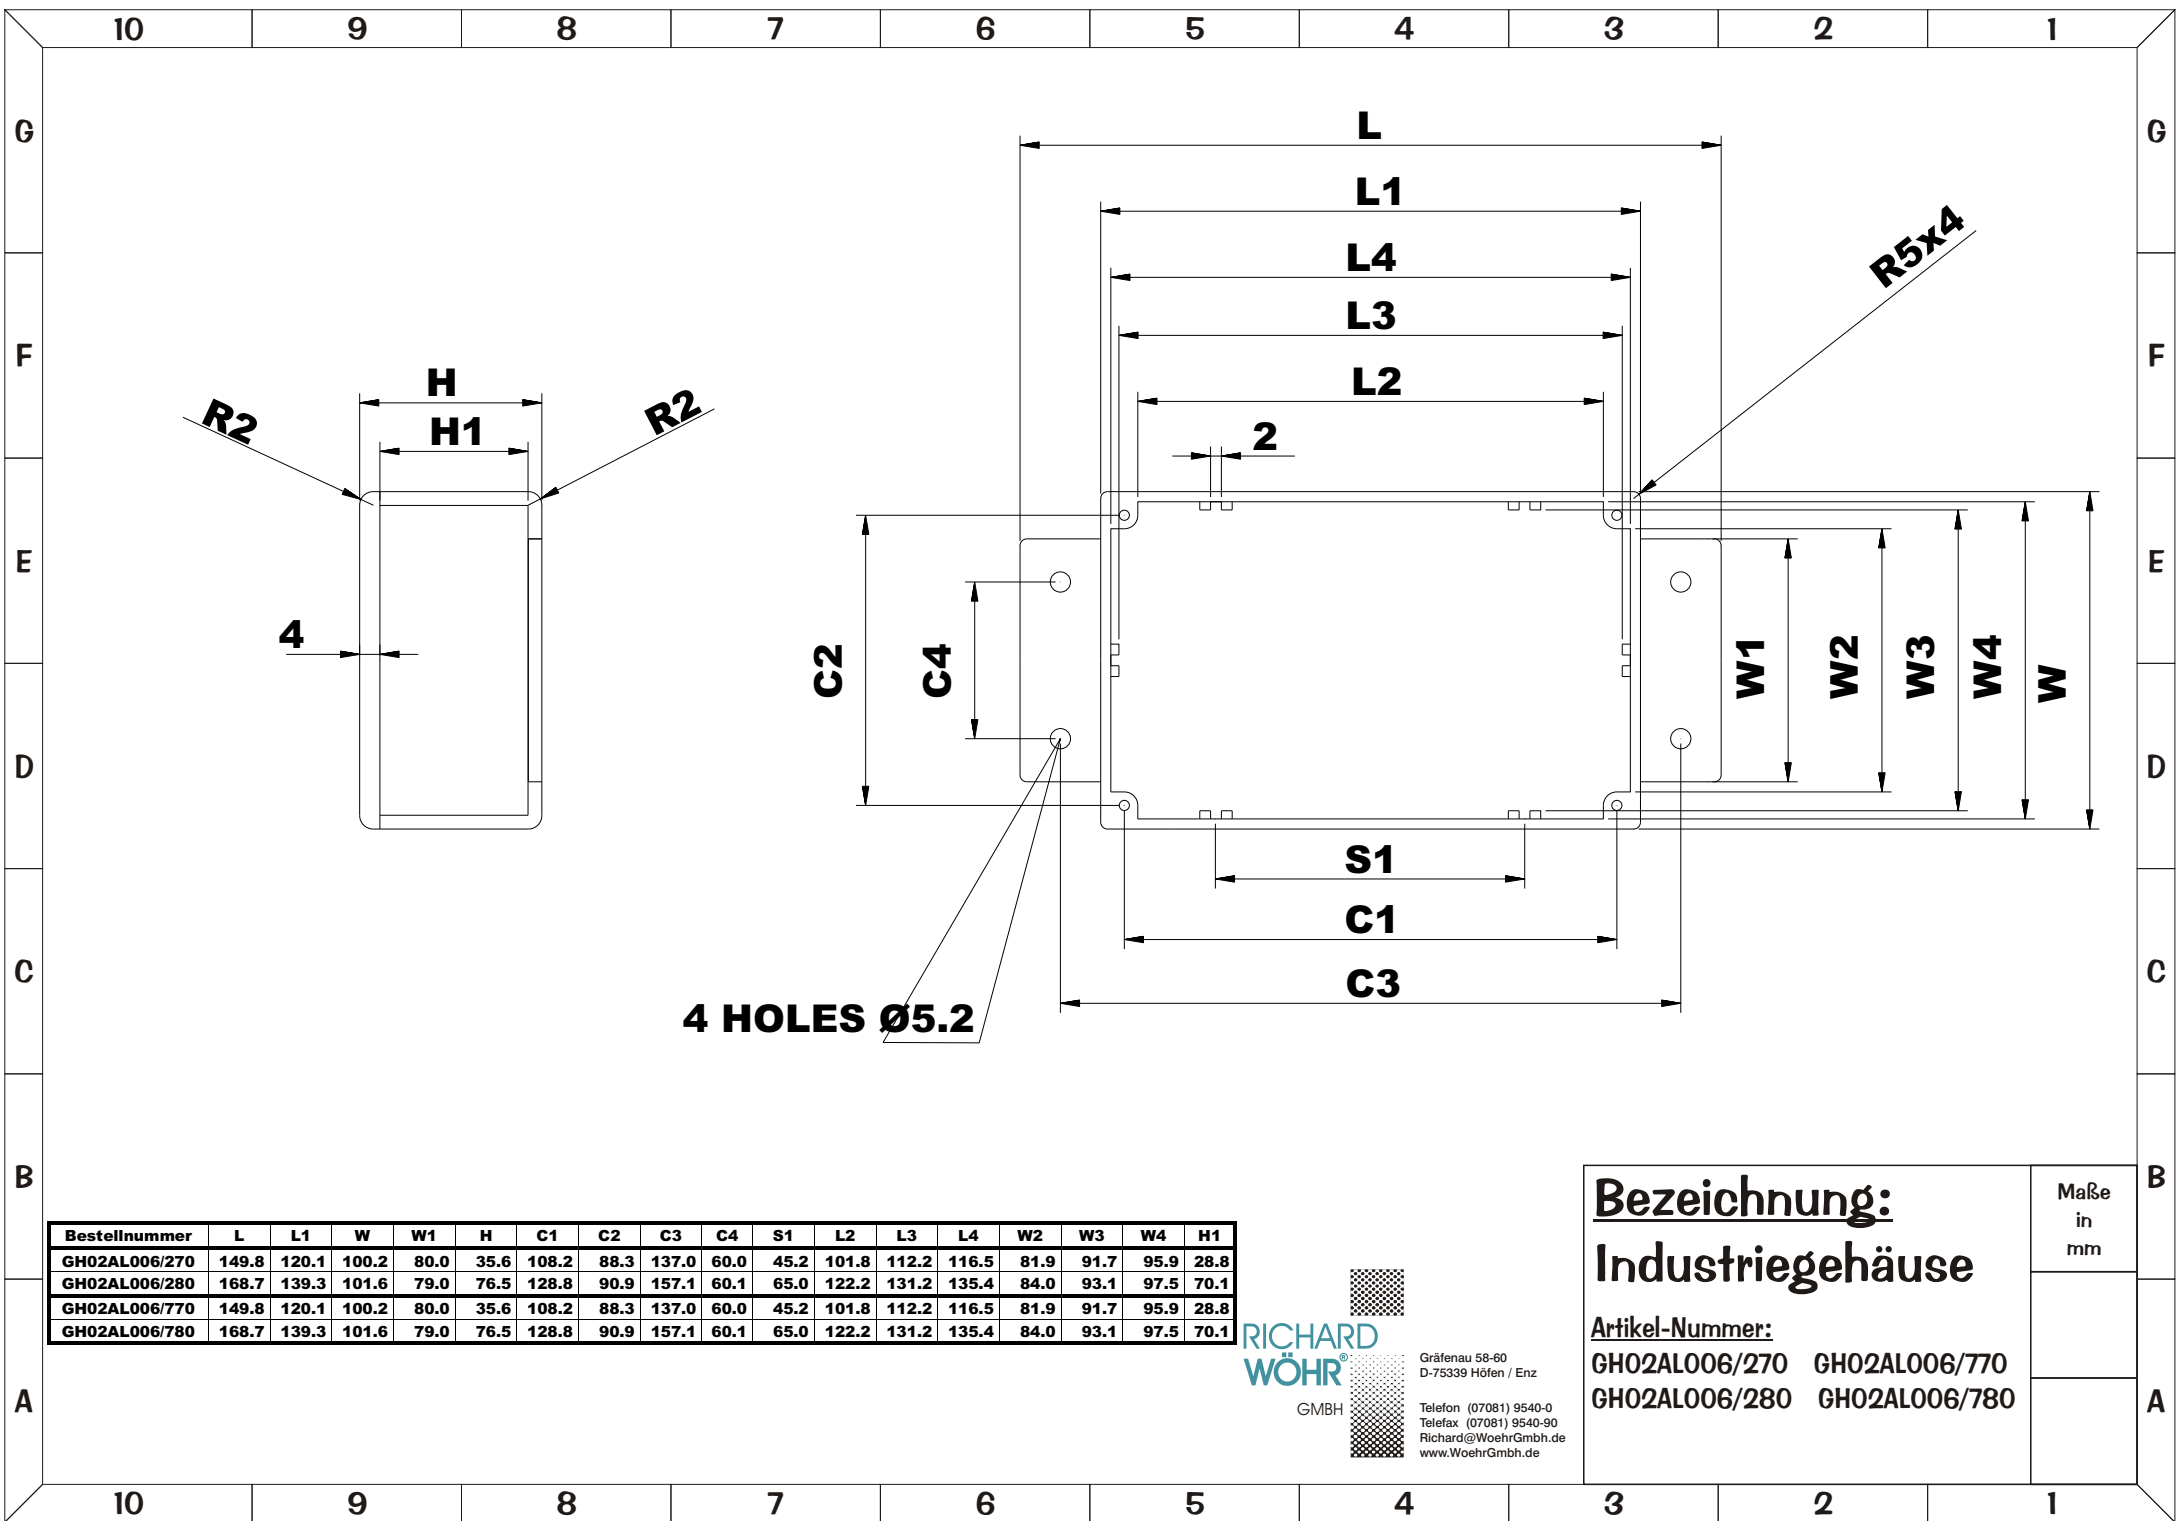 10 9 8 7 6 5 4 3 2 1
G G
F F
E E
D D
C C
B B
A A
L
L1
L4
L3
L2
2
R5x4
H
H1
R2
R2
4
C2
C4
W1
W2
W3
W4
W
S1
C1
C3
4 HOLES Ø5.2
Bestellnummer L L1 W W1 H C1 C2 C3 C4 S1 L2 L3 L4 W2 W3 W4 H1
GH02AL006/270 149.8 120.1 100.2 80.0 35.6 108.2 88.3 137.0 60.0 45.2 101.8 112.2 116.5 81.9 91.7 95.9 28.8
GH02AL006/280 168.7 139.3 101.6 79.0 76.5 128.8 90.9 157.1 60.1 65.0 122.2 131.2 135.4 84.0 93.1 97.5 70.1
GH02AL006/770 149.8 120.1 100.2 80.0 35.6 108.2 88.3 137.0 60.0 45.2 101.8 112.2 116.5 81.9 91.7 95.9 28.8
GH02AL006/780 168.7 139.3 101.6 79.0 76.5 128.8 90.9 157.1 60.1 65.0 122.2 131.2 135.4 84.0 93.1 97.5 70.1
RICHARD
WÖHR®
GMBH
Gräfenau 58-60
D-75339 Höfen / Enz
Telefon (07081) 9540-0
Telefax (07081) 9540-90
Richard@WoehrGmbh.de
www.WoehrGmbh.de
Bezeichnung:
Industriegehäuse
Artikel-Nummer:
GH02AL006/270 GH02AL006/770
GH02AL006/280 GH02AL006/780
Maße
in
mm
10 9 8 7 6 5 4 3 2 1